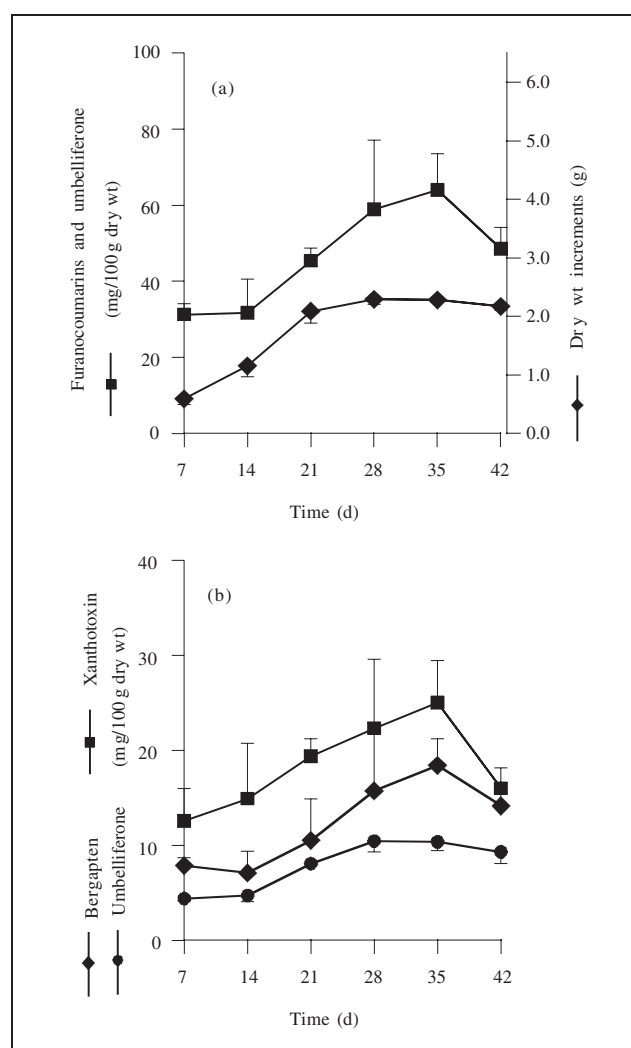 (a)
Furanocoumarins and umbelliferone
(mg/100 g dry wt)
100
80
60
40
20
0
6.0
5.0
4.0
3.0
2.0
1.0
0.0
Dr y wt increments (g)
7 14 21 28 35 42
Time (d)
(b)
Xanthotoxin
(mg/100 g dry wt)
Bergapten
Umbelliferone
40
30
20
10
0
7 14 21 28 35 42
Time (d)